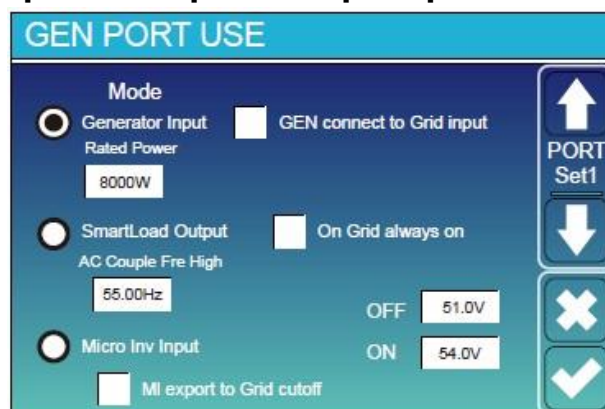 GEN PORT USE
Mode
Generator Input GEN connect to Grid input
Rated Power
8000W
PORT
Set1
SmartLoad Output On Grid always on
AC Couple Fre High
55.00Hz
OFF 51.0V
Micro Inv Input ON 54.0V
MI export to Grid cutoff